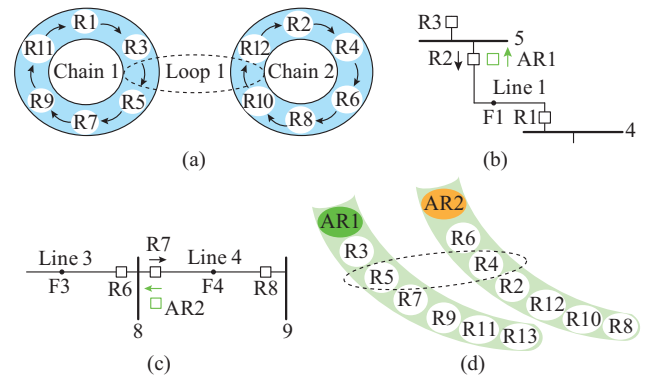 R1
R11
R3
Chain 1
R9
R5
R7
Loop 1
R2
R12
R4
Chain 2
R10
R6
R8
(a)
R3
5
R2
AR1
Line 1
F1
R1
4
(b)
R7
Line 3
Line 4
F3
R6
F4
R8
AR2
8
9
(c)
AR1
AR2
R3
R6
R5
R4
R7
R2
R9
R12
R11
R10
R13
R8
(d)